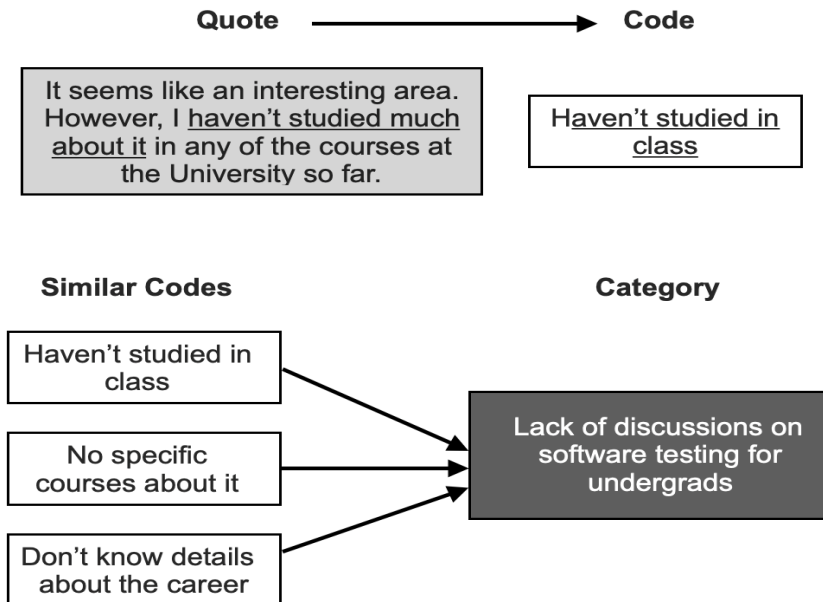 Quote
Code
It seems like an interesting area.
However, I haven't studied much
about it in any of the courses at
the University so far.
Haven't studied in
class
Similar Codes
Category
Haven't studied in
class
No specific
courses about it
Don't know details
about the career
Lack of discussions on
software testing for
undergrads